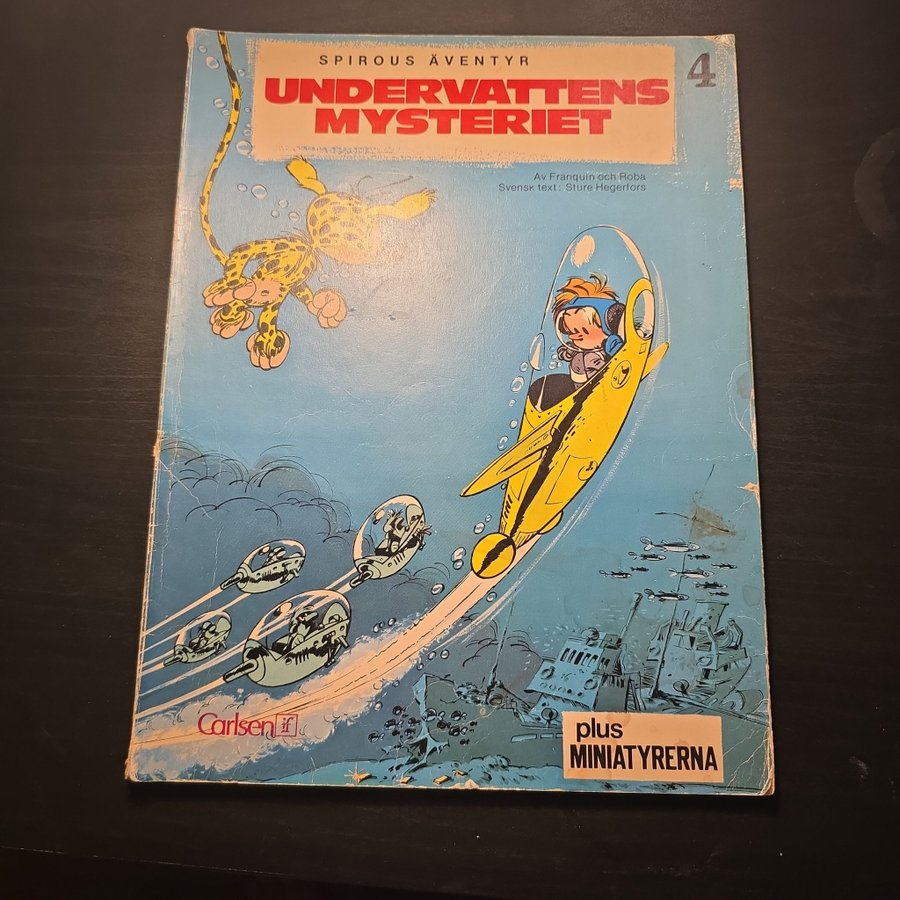 SPIROUS ÄVENTYR
4
UNDERVATTENS
MYSTERIET
Av Franquin och Roba
Svensk text: Sture Hegerfors
Carlsen if
plus
MINIATYRERNA